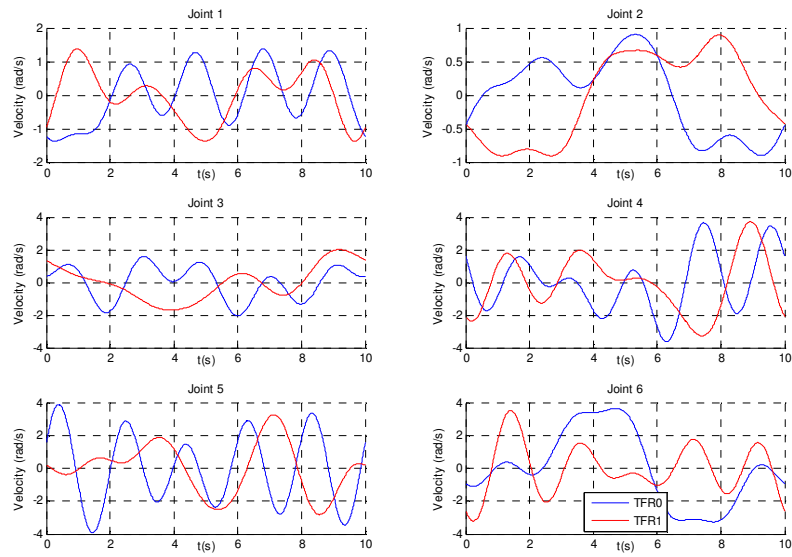 Joint 1
Velocity (rad/s)
2
1
0
-1
-2
0 2 4 6 8 10
t(s)
Joint 2
Velocity (rad/s)
1
0.5
0
-0.5
-1
0 2 4 6 8 10
t(s)
Joint 3
Velocity (rad/s)
4
2
0
-2
-4
0 2 4 6 8 10
t(s)
Joint 4
Velocity (rad/s)
4
2
0
-2
-4
0 2 4 6 8 10
t(s)
Joint 5
Velocity (rad/s)
4
2
0
-2
-4
0 2 4 6 8 10
Joint 6
Velocity (rad/s)
4
2
0
-2
-4
0 2 4 6 8 10
TFR0
TFR1